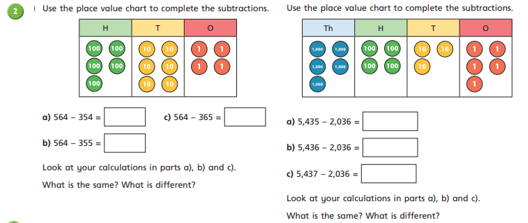 2
Use the place value chart to complete the subtractions.
H T O
100 100 10 10 1 1
100 100 10 10 1 1
100 10 10
a) 564 – 354 =
c) 564 – 365 =
b) 564 – 355 =
Look at your calculations in parts a), b) and c).
What is the same? What is different?
Use the place value chart to complete the subtractions.
Th H T O
1,000 1,000 100 100 10 10 1 1
1,000 1,000 100 100 10 1 1
1,000 1
a) 5,435 – 2,036 =
b) 5,436 – 2,036 =
c) 5,437 – 2,036 =
Look at your calculations in parts a), b) and c).
What is the same? What is different?